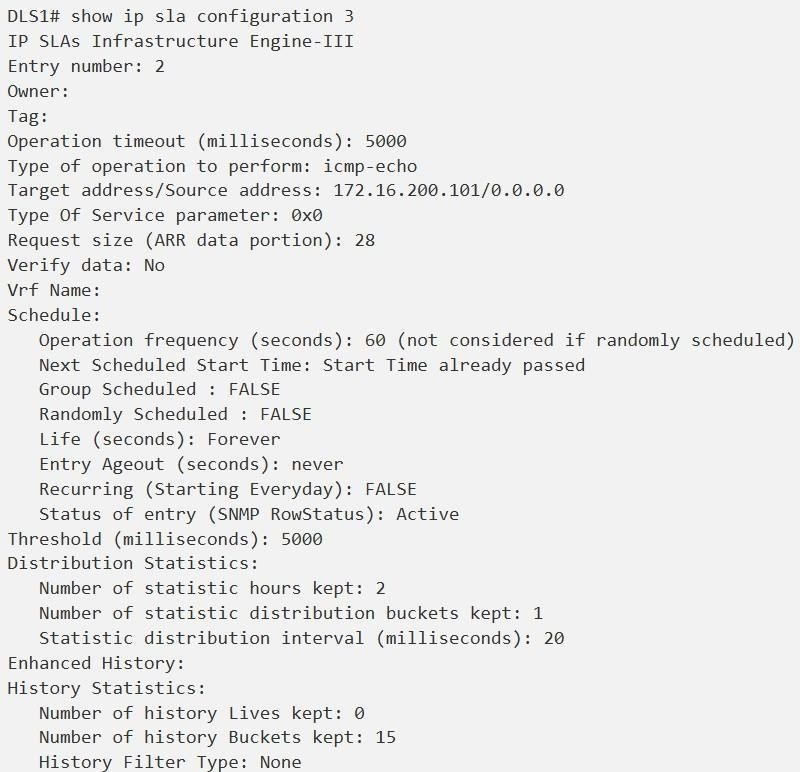 DLS1# show ip sla configuration 3
IP SLAs Infrastructure Engine-III
Entry number: 2
Owner:
Tag:
Operation timeout (milliseconds): 5000
Type of operation to perform: icmp-echo
Target address/Source address: 172.16.200.101/0.0.0.0
Type Of Service parameter: 0x0
Request size (ARR data portion): 28
Verify data: No
Vrf Name:
Schedule:
   Operation frequency (seconds): 60 (not considered if randomly scheduled)
   Next Scheduled Start Time: Start Time already passed
   Group Scheduled : FALSE
   Randomly Scheduled : FALSE
   Life (seconds): Forever
   Entry Ageout (seconds): never
   Recurring (Starting Everyday): FALSE
   Status of entry (SNMP RowStatus): Active
Threshold (milliseconds): 5000
Distribution Statistics:
   Number of statistic hours kept: 2
   Number of statistic distribution buckets kept: 1
   Statistic distribution interval (milliseconds): 20
Enhanced History:
History Statistics:
   Number of history Lives kept: 0
   Number of history Buckets kept: 15
   History Filter Type: None